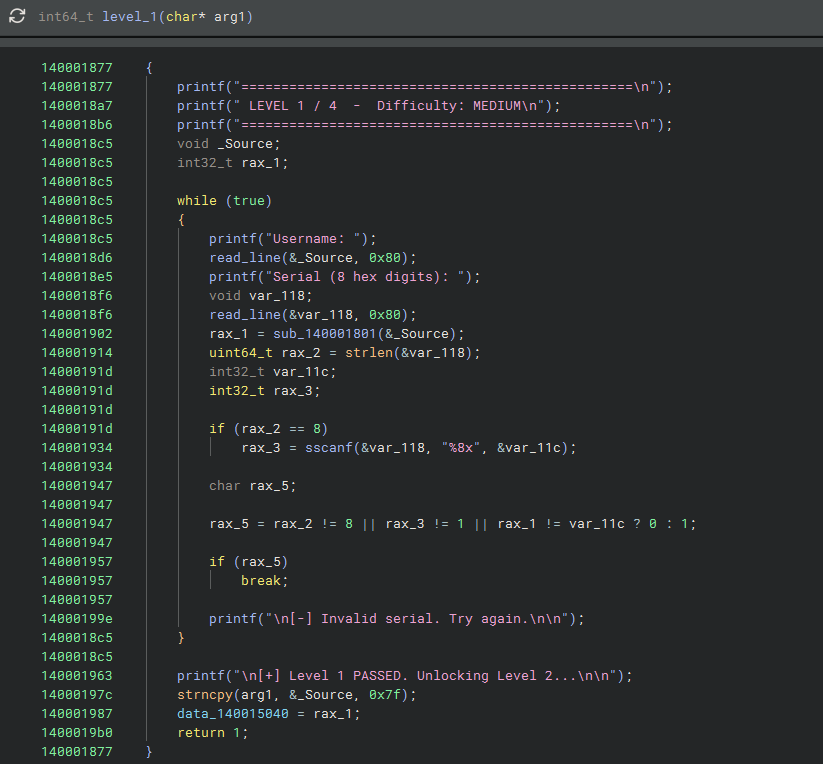 int64_t level_1(char* arg1)
140001877 {
140001877 printf("=================================================\n");
1400018a7 printf(" LEVEL 1 / 4  -  Difficulty: MEDIUM\n");
1400018b6 printf("=================================================\n");
1400018c5 void _Source;
1400018c5 int32_t rax_1;
1400018c5
1400018c5 while (true)
1400018c5 {
1400018c5 printf("Username: ");
1400018d6 read_line(&_Source, 0x80);
1400018e5 printf("Serial (8 hex digits): ");
1400018f6 void var_118;
1400018f6 read_line(&var_118, 0x80);
140001902 rax_1 = sub_140001801(&_Source);
140001914 uint64_t rax_2 = strlen(&var_118);
14000191d int32_t var_11c;
14000191d int32_t rax_3;
14000191d
14000191d if (rax_2 == 8)
140001934 rax_3 = sscanf(&var_118, "%8x", &var_11c);
140001934
140001947 char rax_5;
140001947
140001947 rax_5 = rax_2 != 8 || rax_3 != 1 || rax_1 != var_11c ? 0 : 1;
140001947
140001957 if (rax_5)
140001957 break;
140001957
14000199e printf("\n[-] Invalid serial. Try again.\n\n");
1400018c5 }
1400018c5
140001963 printf("\n[+] Level 1 PASSED. Unlocking Level 2...\n\n");
14000197c strncpy(arg1, &_Source, 0x7f);
140001987 data_140015040 = rax_1;
1400019b0 return 1;
140001877 }